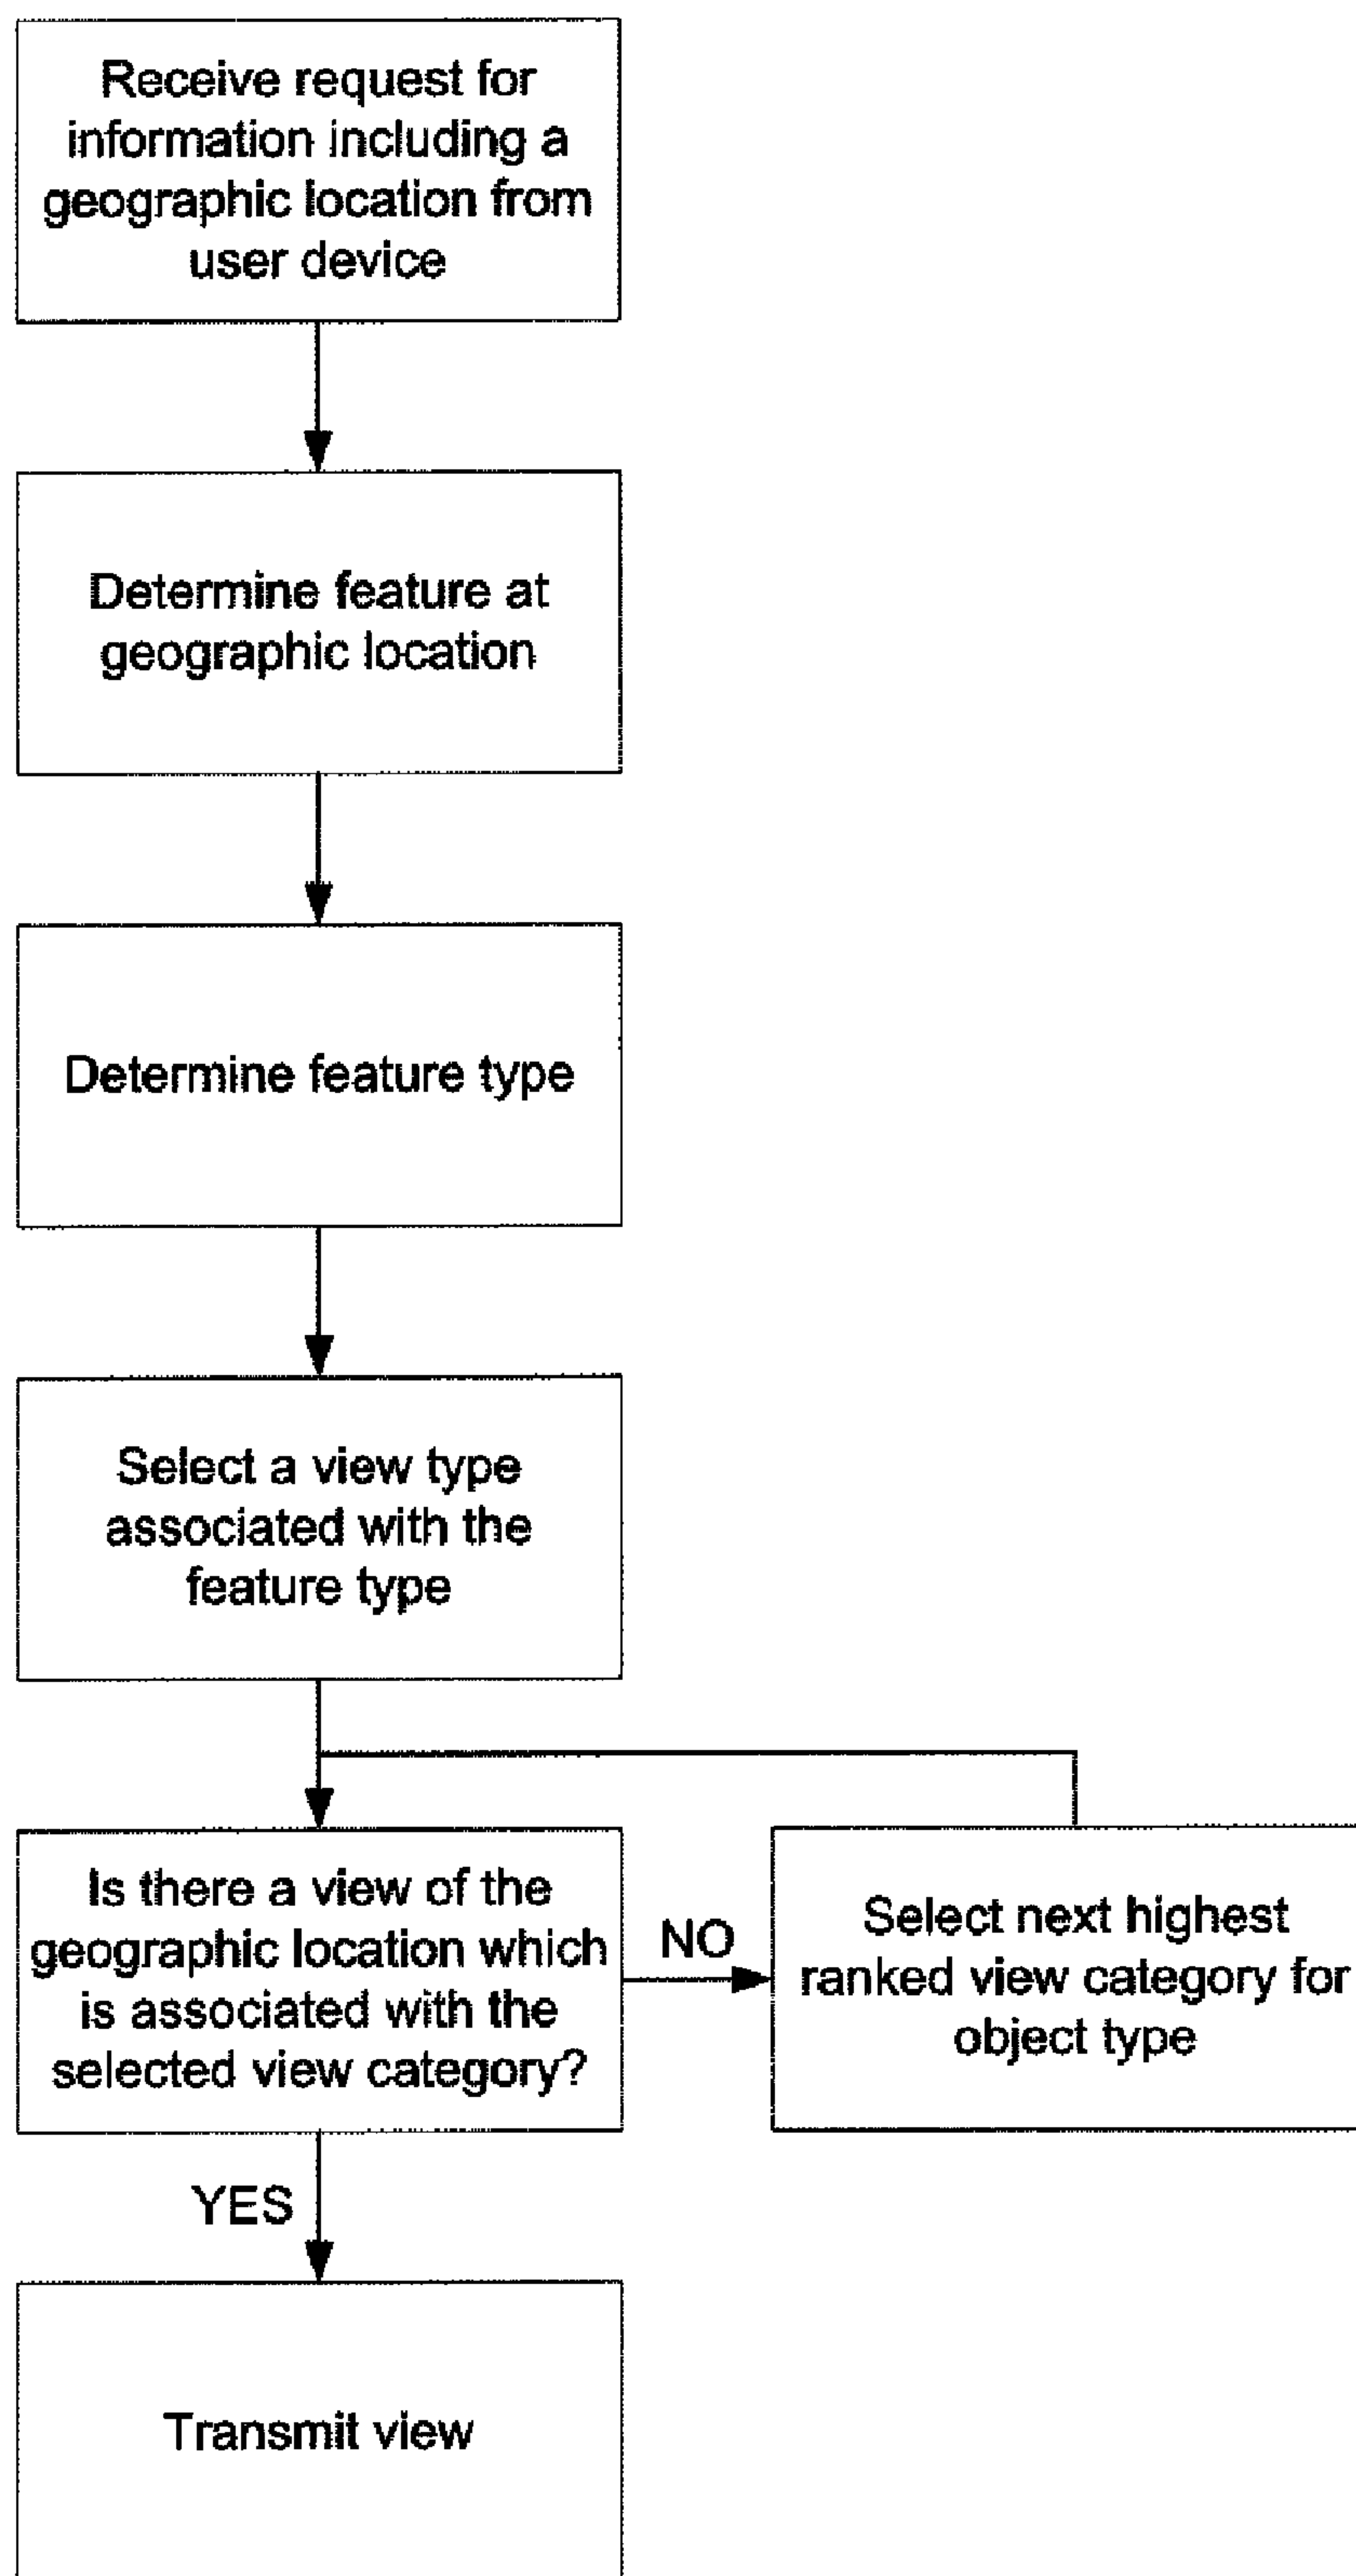 Receive request for
information including a
geographic location from
user device
Determine feature at
geographic location
Determine feature type
Select a view type
associated with the
feature type
Is there a view of the
geographic location which
is associated with the
selected view category?
NO
Select next highest
ranked view category for
object type
YES
Transmit view